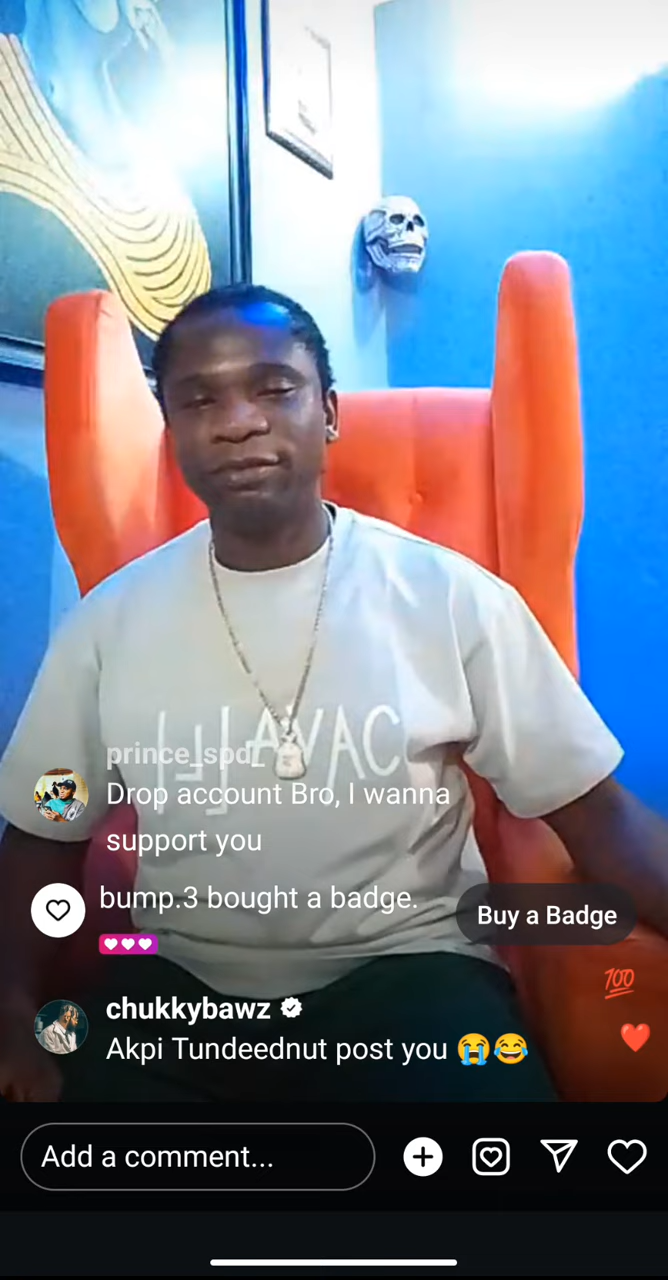 prince_spd_
Drop account Bro, I wanna
support you
bump.3 bought a badge.
Buy a Badge
💯
chukkybawz
Akpi Tundeednut post you 😭😂
Add a comment...